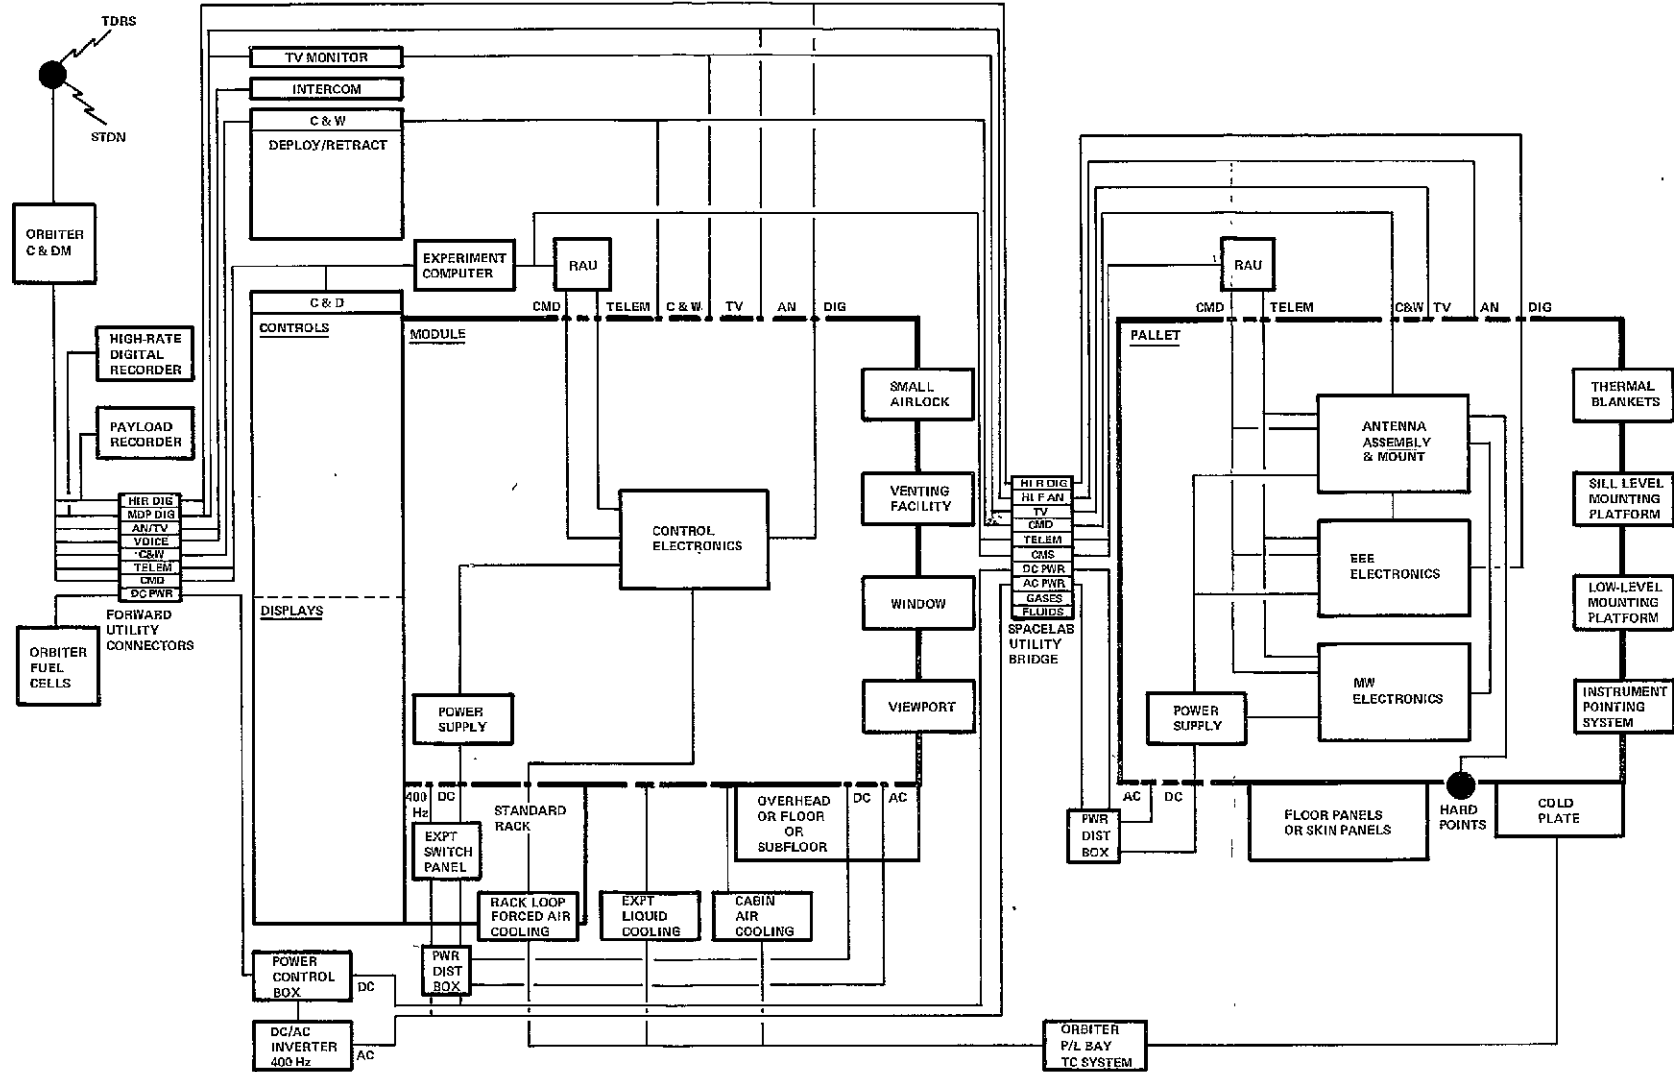 TDRS
STDN
ORBITER
C & DM
TV MONITOR
INTERCOM
C & W
DEPLOY/RETRACT
EXPERIMENT
COMPUTER
RAU
C & D
CONTROLS
DISPLAYS
HIGH-RATE
DIGITAL
RECORDER
PAYLOAD
RECORDER
HI R DIG
MDP DIG
AN/TV
VOICE
C&W
TELEM
CMD
DC PWR
FORWARD
UTILITY
CONNECTORS
ORBITER
FUEL
CELLS
CMD
TELEM
C & W
TV
AN
DIG
MODULE
SMALL
AIRLOCK
VENTING
FACILITY
WINDOW
VIEWPORT
CONTROL
ELECTRONICS
POWER
SUPPLY
400
Hz
DC
STANDARD
RACK
EXPT
SWITCH
PANEL
OVERHEAD
OR FLOOR
OR
SUBFLOOR
DC
AC
RACK LOOP
FORCED AIR
COOLING
EXPT
LIQUID
COOLING
CABIN
AIR
COOLING
PWR
DIST
BOX
POWER
CONTROL
BOX
DC
DC/AC
INVERTER
400 Hz
AC
HI R DIG
HI F AN
TV
CMD
TELEM
CMS
DC PWR
AC PWR
GASES
FLUIDS
SPACELAB
UTILITY
BRIDGE
RAU
CMD
TELEM
C&W
TV
AN
DIG
PALLET
ANTENNA
ASSEMBLY
& MOUNT
EEE
ELECTRONICS
MW
ELECTRONICS
POWER
SUPPLY
THERMAL
BLANKETS
SILL LEVEL
MOUNTING
PLATFORM
LOW-LEVEL
MOUNTING
PLATFORM
INSTRUMENT
POINTING
SYSTEM
AC
DC
PWR
DIST
BOX
FLOOR PANELS
OR SKIN PANELS
HARD
POINTS
COLD
PLATE
ORBITER
P/L BAY
TC SYSTEM